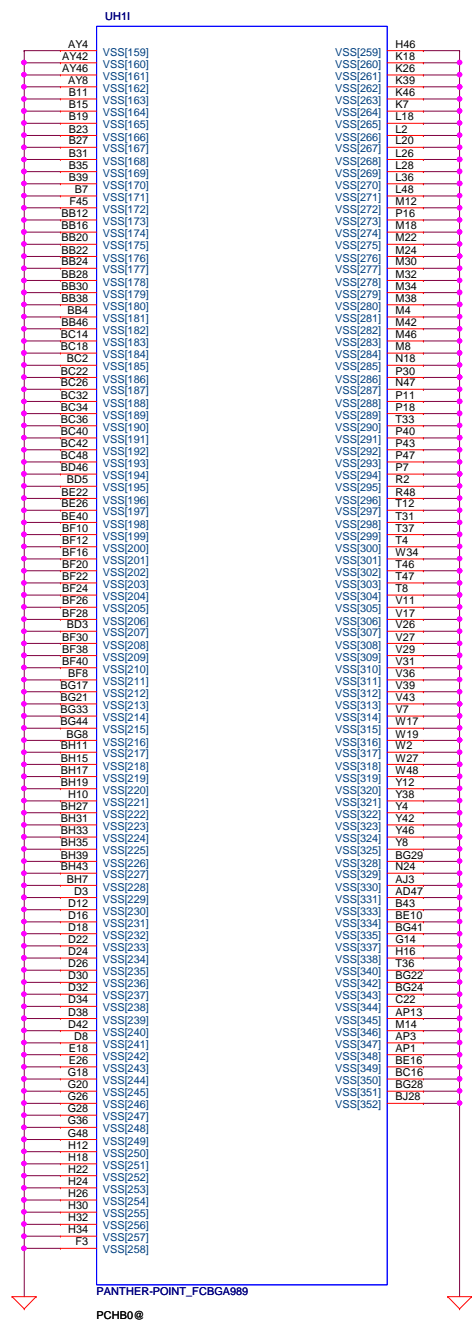 UH1I
AY4 VSS[159] VSS[259] H46
AY42 VSS[160] VSS[260] K18
AY46 VSS[161] VSS[261] K26
AY8 VSS[162] VSS[262] K39
B11 VSS[163] VSS[263] K46
B15 VSS[164] VSS[264] K7
B19 VSS[165] VSS[265] L18
B23 VSS[166] VSS[266] L2
B27 VSS[167] VSS[267] L20
B31 VSS[168] VSS[268] L26
B35 VSS[169] VSS[269] L28
B39 VSS[170] VSS[270] L36
B7 VSS[171] VSS[271] L48
F45 VSS[172] VSS[272] M12
BB12 VSS[173] VSS[273] P16
BB16 VSS[174] VSS[274] M18
BB20 VSS[175] VSS[275] M22
BB22 VSS[176] VSS[276] M24
BB24 VSS[177] VSS[277] M30
BB28 VSS[178] VSS[278] M32
BB30 VSS[179] VSS[279] M34
BB38 VSS[180] VSS[280] M38
BB4 VSS[181] VSS[281] M4
BB46 VSS[182] VSS[282] M42
BC14 VSS[183] VSS[283] M46
BC18 VSS[184] VSS[284] M8
BC2 VSS[185] VSS[285] N18
BC22 VSS[186] VSS[286] P30
BC26 VSS[187] VSS[287] N47
BC32 VSS[188] VSS[288] P11
BC34 VSS[189] VSS[289] P18
BC36 VSS[190] VSS[290] T33
BC40 VSS[191] VSS[291] P40
BC42 VSS[192] VSS[292] P43
BC48 VSS[193] VSS[293] P47
BD46 VSS[194] VSS[294] P7
BD5 VSS[195] VSS[295] R2
BE22 VSS[196] VSS[296] R48
BE26 VSS[197] VSS[297] T12
BE40 VSS[198] VSS[298] T31
BF10 VSS[199] VSS[299] T37
BF12 VSS[200] VSS[300] T4
BF16 VSS[201] VSS[301] W34
BF20 VSS[202] VSS[302] T46
BF22 VSS[203] VSS[303] T47
BF24 VSS[204] VSS[304] T8
BF26 VSS[205] VSS[305] V11
BF28 VSS[206] VSS[306] V17
BD3 VSS[207] VSS[307] V26
BF30 VSS[208] VSS[308] V27
BF38 VSS[209] VSS[309] V29
BF40 VSS[210] VSS[310] V31
BF8 VSS[211] VSS[311] V36
BG17 VSS[212] VSS[312] V39
BG21 VSS[213] VSS[313] V43
BG33 VSS[214] VSS[314] V7
BG44 VSS[215] VSS[315] W17
BG8 VSS[216] VSS[316] W19
BH11 VSS[217] VSS[317] W2
BH15 VSS[218] VSS[318] W27
BH17 VSS[219] VSS[319] W48
BH19 VSS[220] VSS[320] Y12
H10 VSS[221] VSS[321] Y38
BH27 VSS[222] VSS[322] Y4
BH31 VSS[223] VSS[323] Y42
BH33 VSS[224] VSS[324] Y46
BH35 VSS[225] VSS[325] Y8
BH39 VSS[226] VSS[328] BG29
BH43 VSS[227] VSS[329] N24
BH7 VSS[228] VSS[330] AJ3
D3 VSS[229] VSS[331] AD47
D12 VSS[230] VSS[333] B43
D16 VSS[231] VSS[334] BE10
D18 VSS[232] VSS[335] BG41
D22 VSS[233] VSS[337] G14
D24 VSS[234] VSS[338] H16
D26 VSS[235] VSS[340] T36
D30 VSS[236] VSS[342] BG22
D32 VSS[237] VSS[343] BG24
D34 VSS[238] VSS[344] C22
D38 VSS[239] VSS[345] AP13
D42 VSS[240] VSS[346] M14
D8 VSS[241] VSS[347] AP3
E18 VSS[242] VSS[348] AP1
E26 VSS[243] VSS[349] BE16
G18 VSS[244] VSS[350] BC16
G20 VSS[245] VSS[351] BG28
G26 VSS[246] VSS[352] BJ28
G28 VSS[247]
G36 VSS[248]
G48 VSS[249]
H12 VSS[250]
H18 VSS[251]
H22 VSS[252]
H24 VSS[253]
H26 VSS[254]
H30 VSS[255]
H32 VSS[256]
H34 VSS[257]
F3 VSS[258]
PANTHER-POINT_FCBGA989
PCHB0@